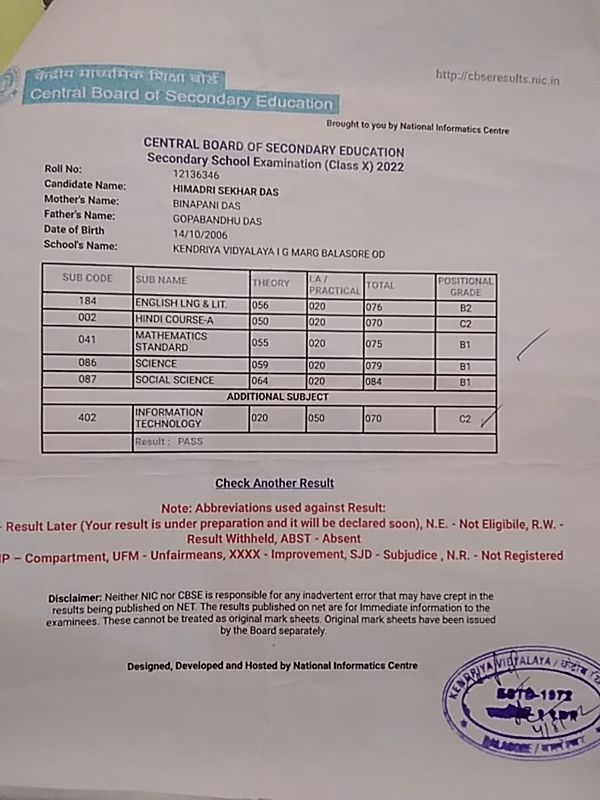 केंद्रीय माध्यमिक शिक्षा बोर्ड
Central Board of Secondary Education
http://cbseresults.nic.in
Brought to you by National Informatics Centre
CENTRAL BOARD OF SECONDARY EDUCATION
Secondary School Examination (Class X) 2022
Roll No: 12136346
Candidate Name: HIMADRI SEKHAR DAS
Mother's Name: BINAPANI DAS
Father's Name: GOPABANDHU DAS
Date of Birth 14/10/2006
School's Name: KENDRIYA VIDYALAYA I G MARG BALASORE OD
SUB CODE SUB NAME THEORY I.A / PRACTICAL TOTAL POSITIONAL GRADE
184 ENGLISH LNG & LIT. 056 020 076 B2
002 HINDI COURSE-A 050 020 070 C2
041 MATHEMATICS STANDARD 055 020 075 B1
086 SCIENCE 059 020 079 B1
087 SOCIAL SCIENCE 064 020 084 B1
ADDITIONAL SUBJECT
402 INFORMATION TECHNOLOGY 020 050 070 C2
Result : PASS
Check Another Result
Note: Abbreviations used against Result:
- Result Later (Your result is under preparation and it will be declared soon), N.E. - Not Eligibile, R.W. -
Result Withheld, ABST - Absent
MP – Compartment, UFM - Unfairmeans, XXXX - Improvement, SJD - Subjudice , N.R. - Not Registered
Disclaimer: Neither NIC nor CBSE is responsible for any inadvertent error that may have crept in the
results being published on NET. The results published on net are for Immediate information to the
examinees. These cannot be treated as original mark sheets. Original mark sheets have been issued
by the Board separately.
Designed, Developed and Hosted by National Informatics Centre
KENDRIYA VIDYALAYA /
ESTD-1972
BALASORE /